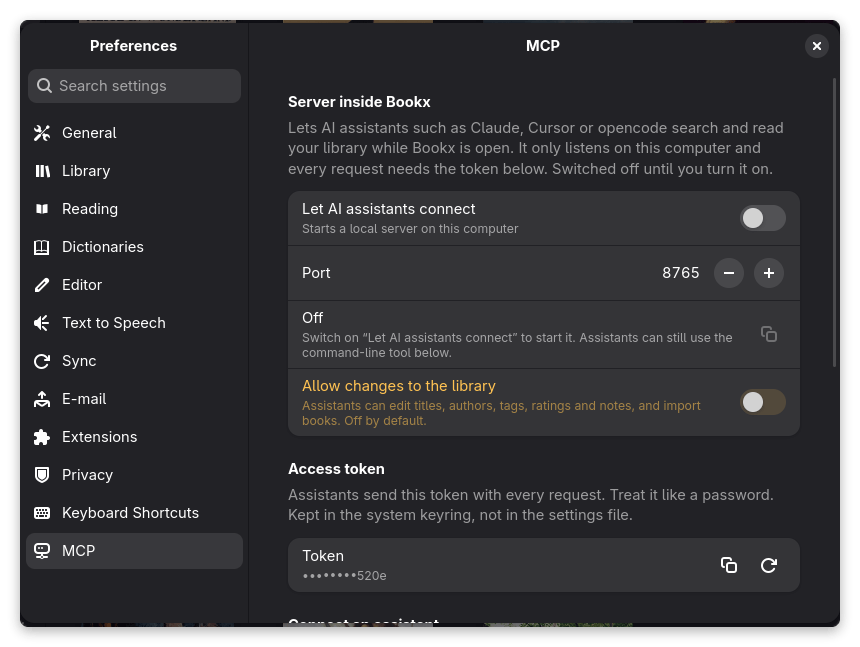 Preferences
MCP
Search settings
General
Library
Reading
Dictionaries
Editor
Text to Speech
Sync
E-mail
Extensions
Privacy
Keyboard Shortcuts
MCP
Server inside Bookx
Lets AI assistants such as Claude, Cursor or opencode search and read
your library while Bookx is open. It only listens on this computer and
every request needs the token below. Switched off until you turn it on.
Let AI assistants connect
Starts a local server on this computer
Port
8765
Off
Switch on “Let AI assistants connect” to start it. Assistants can still use the
command-line tool below.
Allow changes to the library
Assistants can edit titles, authors, tags, ratings and notes, and import
books. Off by default.
Access token
Assistants send this token with every request. Treat it like a password.
Kept in the system keyring, not in the settings file.
Token
••••••••520e
Connect an assistant